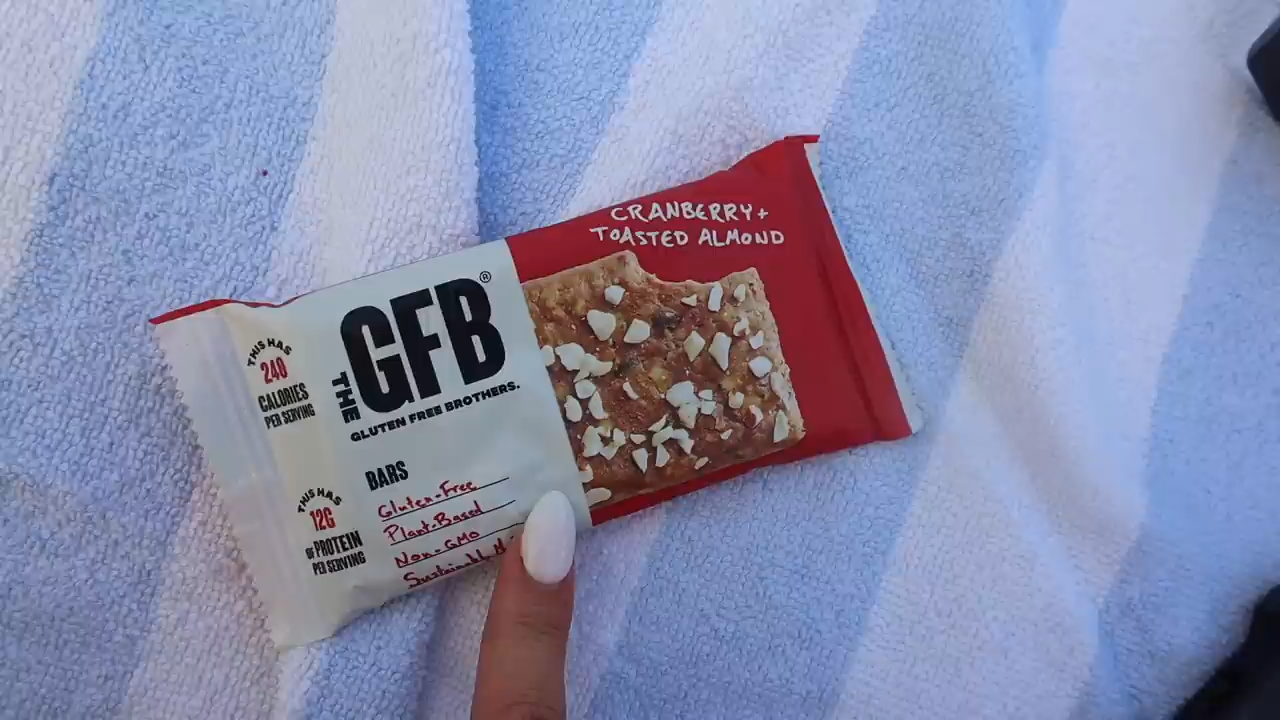 CRANBERRY+
TOASTED ALMOND
THE
GFB®
GLUTEN FREE BROTHERS.
THIS HAS
240
CALORIES
PER SERVING
THIS HAS
12G
OF PROTEIN
PER SERVING
BARS
Gluten-Free
Plant-Based
Non-GMO